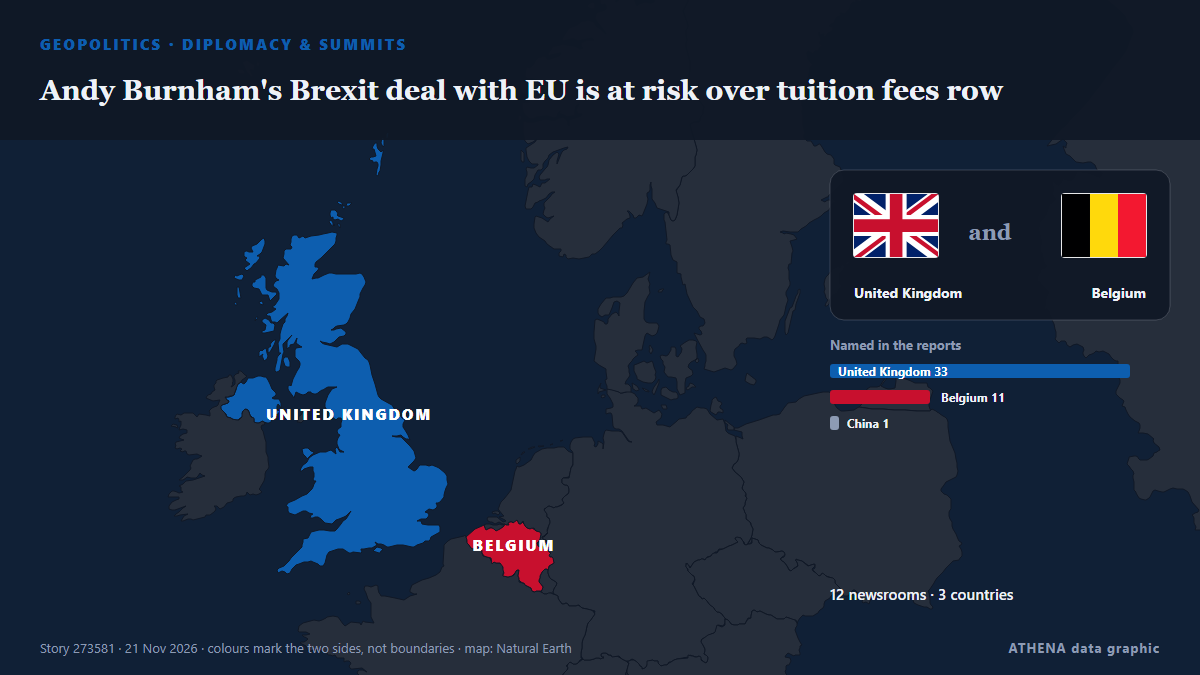 GEOPOLITICS · DIPLOMACY & SUMMITS
Andy Burnham's Brexit deal with EU is at risk over tuition fees row
and
United Kingdom
Belgium
Named in the reports
United Kingdom 33
Belgium 11
China 1
UNITED KINGDOM
BELGIUM
12 newsrooms · 3 countries
Story 273581 · 21 Nov 2026 · colours mark the two sides, not boundaries · map: Natural Earth
ATHENA data graphic